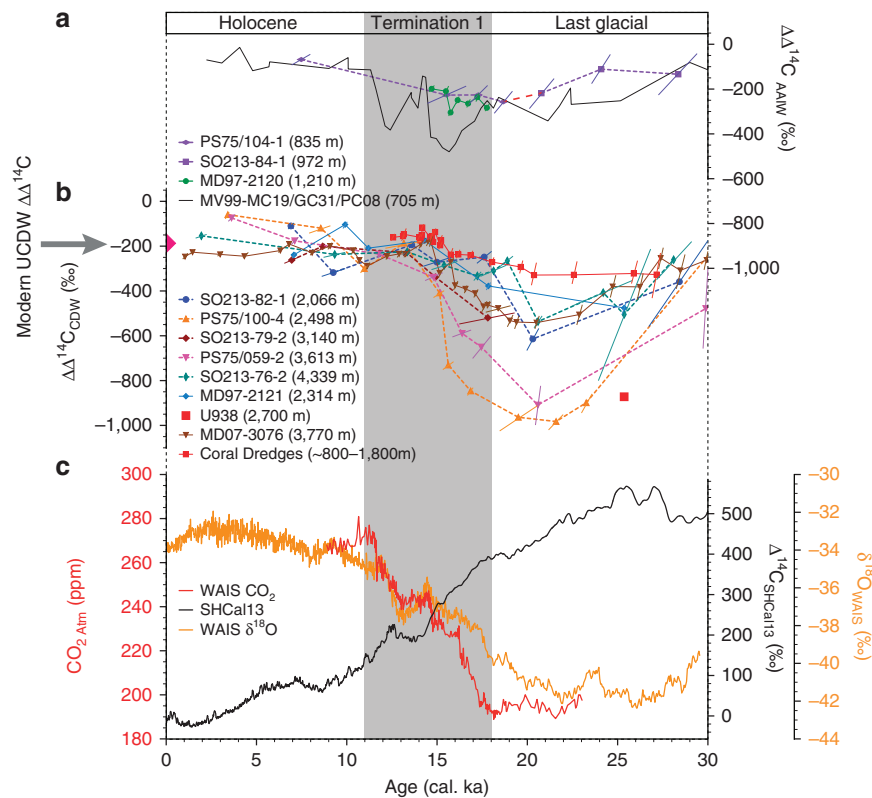 a
Holocene
Termination 1
Last glacial
0
−200
−400
−600
−800
−1,000
ΔΔ¹⁴C AAIW (‰)
PS75/104-1 (835 m)
SO213-84-1 (972 m)
MD97-2120 (1,210 m)
MV99-MC19/GC31/PC08 (705 m)
b
Modern UCDW ΔΔ¹⁴C
ΔΔ¹⁴C CDW (‰)
0
−200
−400
−600
−800
−1,000
SO213-82-1 (2,066 m)
PS75/100-4 (2,498 m)
SO213-79-2 (3,140 m)
PS75/059-2 (3,613 m)
SO213-76-2 (4,339 m)
MD97-2121 (2,314 m)
U938 (2,700 m)
MD07-3076 (3,770 m)
Coral Dredges (~800–1,800m)
c
CO₂ Atm (ppm)
300
280
260
240
220
200
180
WAIS CO₂
SHCal13
WAIS δ¹⁸O
500
400
300
200
100
0
Δ¹⁴C SHCal13 (‰)
−30
−32
−34
−36
−38
−40
−42
−44
δ¹⁸O WAIS (‰)
0 5 10 15 20 25 30
Age (cal. ka)